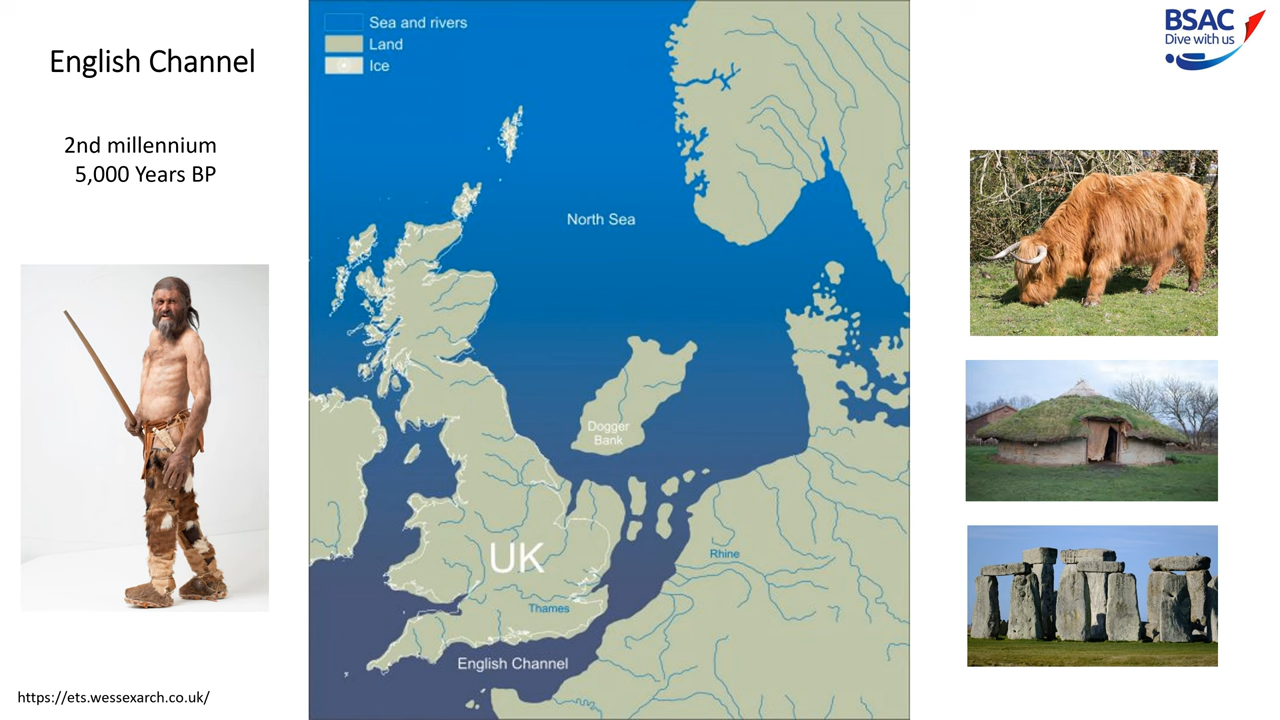 English Channel
2nd millennium
5,000 Years BP
https://ets.wessexarch.co.uk/
Sea and rivers
Land
Ice
North Sea
Dogger
Bank
UK
Rhine
Thames
English Channel
BSAC
Dive with us